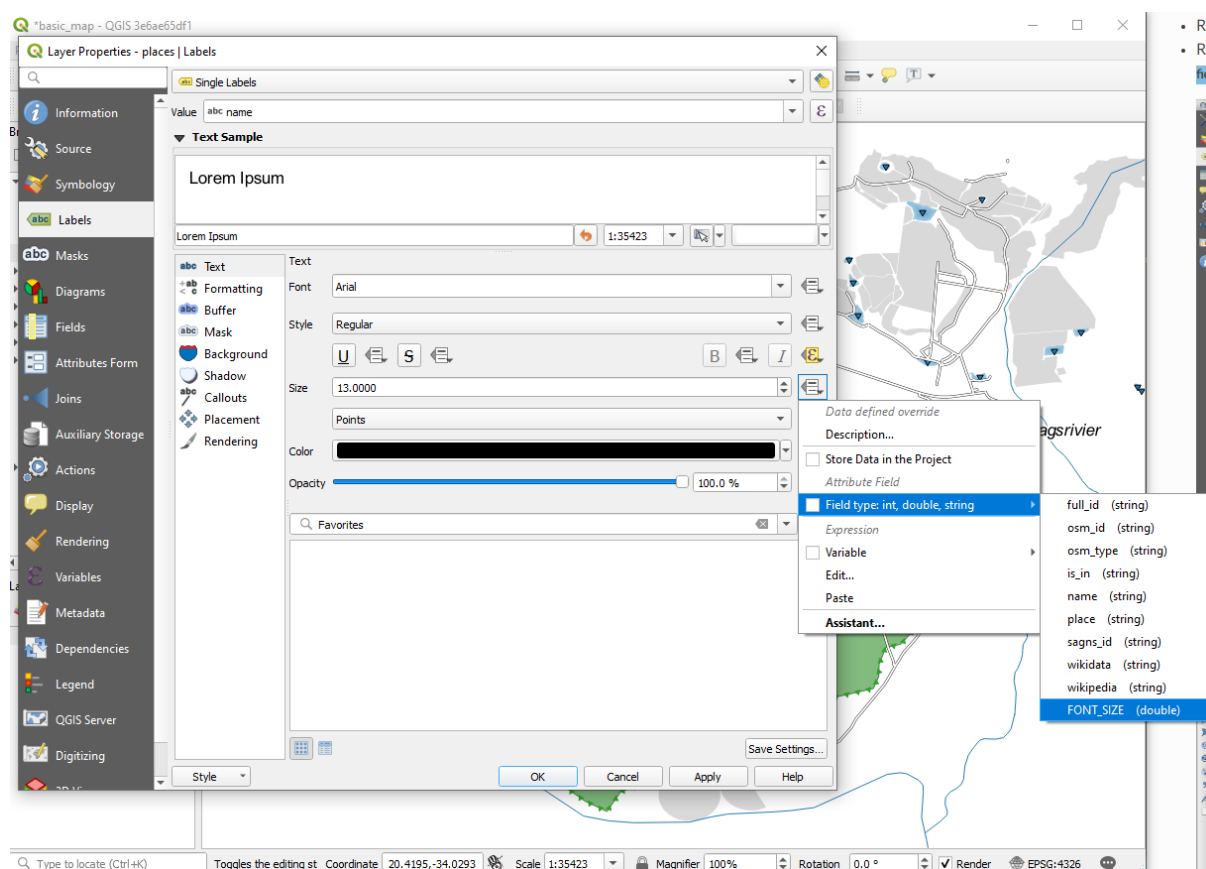 *basic_map - QGIS 3e6ae65df1
Layer Properties - places | Labels
Single Labels
Value abc name
Text Sample
Lorem Ipsum
Lorem Ipsum
1:35423
Information
Source
Symbology
abc Labels
abc Masks
Diagrams
Fields
Attributes Form
Joins
Auxiliary Storage
Actions
Display
Rendering
Variables
Metadata
Dependencies
Legend
QGIS Server
Digitizing
abc Text
+ab < c Formatting
abc Buffer
abc Mask
Background
Shadow
abc Callouts
Placement
Rendering
Text
Font Arial
Style Regular
U S B I
Size 13.0000
Points
Color
Opacity 100.0 %
Favorites
Save Settings...
Style OK Cancel Apply Help
Data defined override
Description...
Store Data in the Project
Attribute Field
Field type: int, double, string
Expression
Variable
Edit...
Paste
Assistant...
full_id (string)
osm_id (string)
osm_type (string)
is_in (string)
name (string)
place (string)
sagns_id (string)
wikidata (string)
wikipedia (string)
FONT_SIZE (double)
agsrivier
Type to locate (Ctrl+K) Toggles the editing st Coordinate 20.4195,-34.0293 Scale 1:35423 Magnifier 100% Rotation 0.0 ° Render EPSG:4326